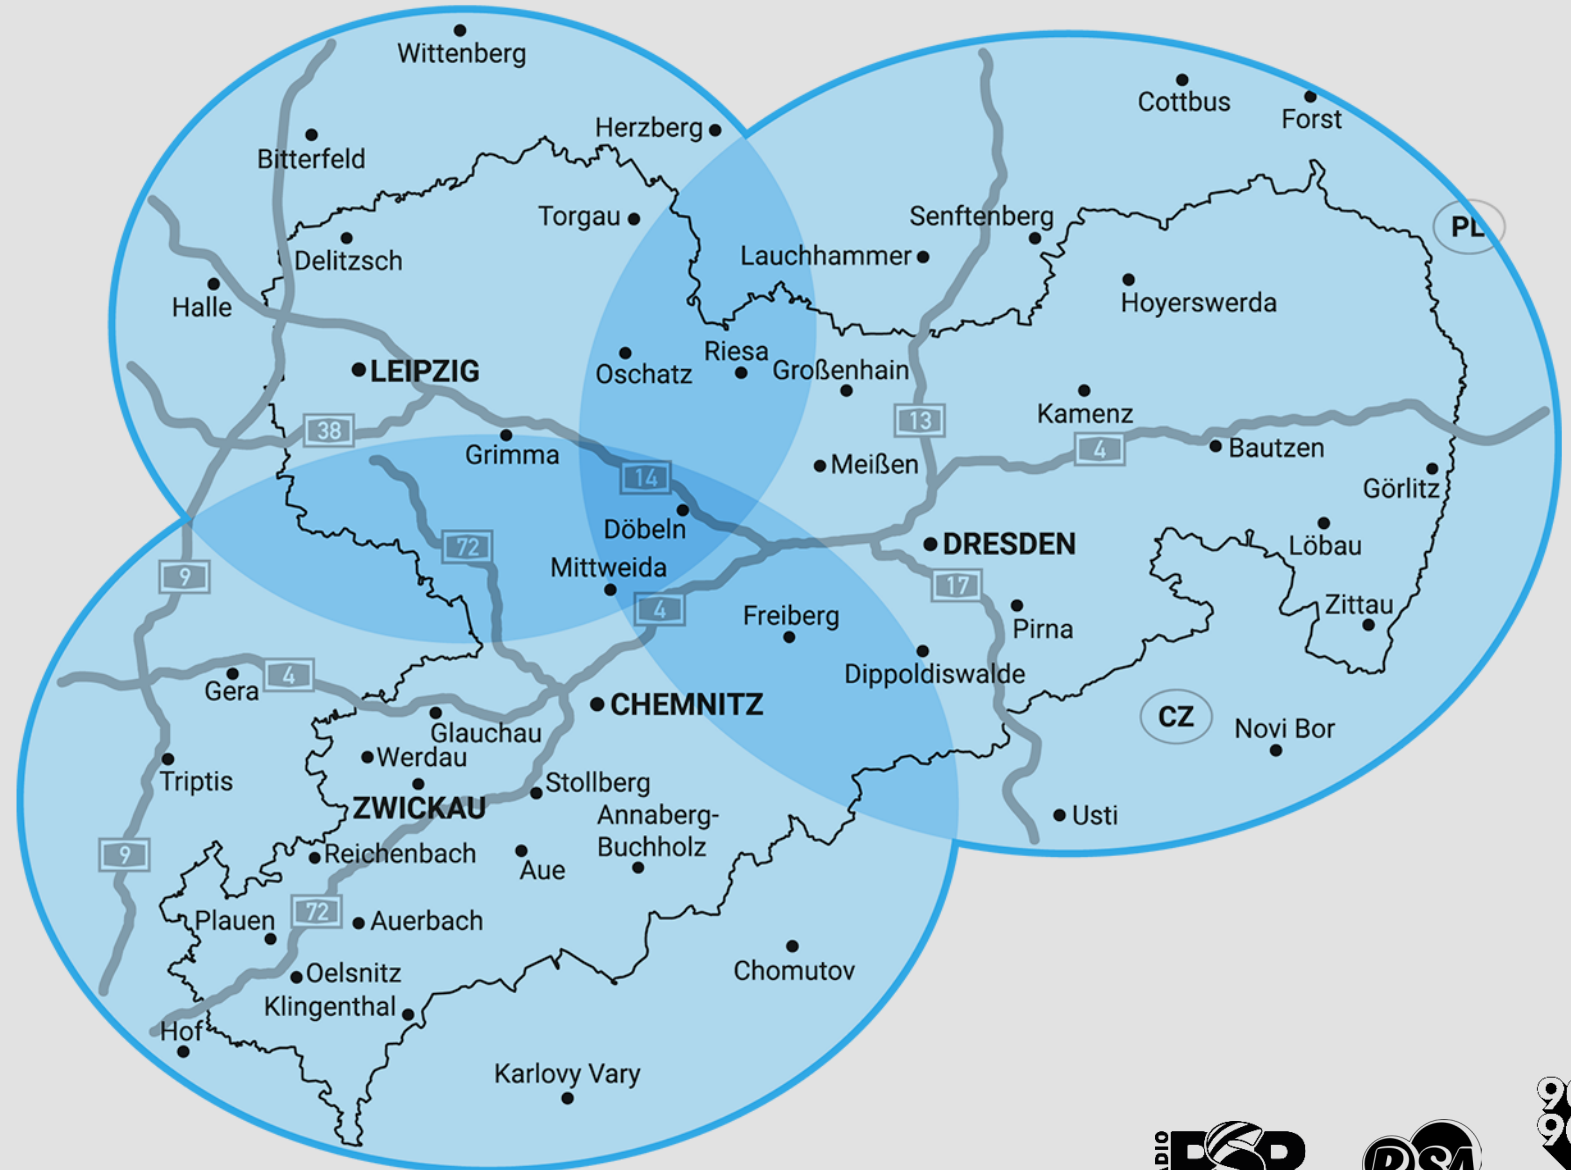 Wittenberg
Cottbus
Forst
Herzberg
Bitterfeld
Torgau
Senftenberg
PL
Delitzsch
Lauchhammer
Halle
Hoyerswerda
LEIPZIG
Riesa
Oschatz
Großenhain
38
13
Kamenz
4
Bautzen
Grimma
Meißen
14
Görlitz
Döbeln
72
DRESDEN
Löbau
Mittweida
9
17
4
Zittau
Freiberg
Pirna
Gera
4
Dippoldiswalde
CHEMNITZ
CZ
Glauchau
Novi Bor
Werdau
Triptis
Stollberg
ZWICKAU
Annaberg-
Buchholz
Usti
9
Reichenbach
Aue
72
Plauen
Auerbach
Oelsnitz
Chomutov
Klingenthal
Hof
Karlovy Vary